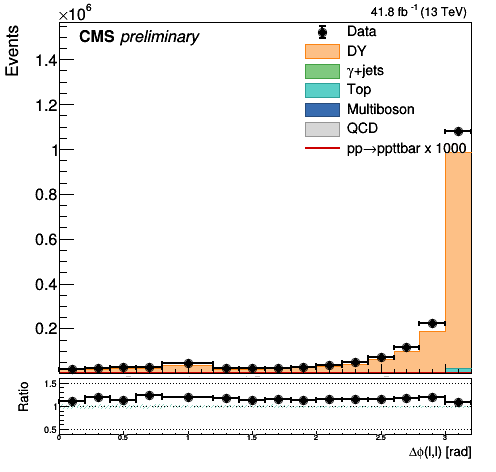 ×10⁶
41.8 fb⁻¹ (13 TeV)
Events
CMS preliminary
Data
DY
γ+jets
Top
Multiboson
QCD
pp→ppttbar x 1000
1.4
1.2
1
0.8
0.6
0.4
0.2
Ratio
1.5
1
0.5
0 0.5 1 1.5 2 2.5 3
Δϕ(l,l) [rad]